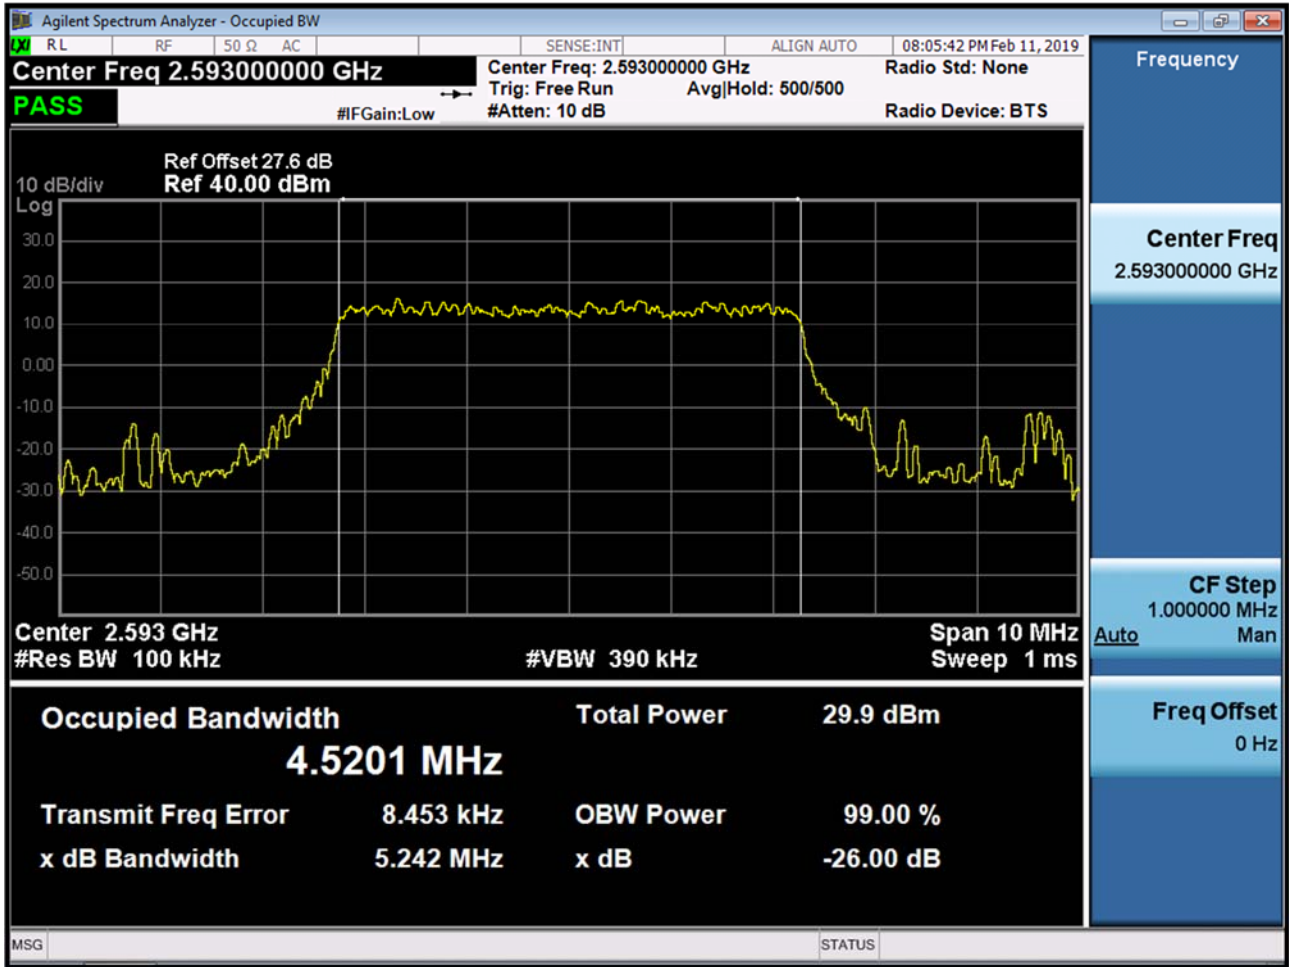 Agilent Spectrum Analyzer - Occupied BW
LXI RL RF 50 Ω AC SENSE:INT ALIGN AUTO 08:05:42 PM Feb 11, 2019
Center Freq 2.593000000 GHz
PASS
#IFGain:Low
Center Freq: 2.593000000 GHz
Trig: Free Run Avg|Hold: 500/500
#Atten: 10 dB
Radio Std: None
Radio Device: BTS
Ref Offset 27.6 dB
10 dB/div Ref 40.00 dBm
Log
30.0
20.0
10.0
0.00
-10.0
-20.0
-30.0
-40.0
-50.0
Center 2.593 GHz Span 10 MHz
#Res BW 100 kHz #VBW 390 kHz Sweep 1 ms
Occupied Bandwidth Total Power 29.9 dBm
4.5201 MHz
Transmit Freq Error 8.453 kHz OBW Power 99.00 %
x dB Bandwidth 5.242 MHz x dB -26.00 dB
MSG STATUS
Frequency
Center Freq
2.593000000 GHz
CF Step
1.000000 MHz
Auto Man
Freq Offset
0 Hz